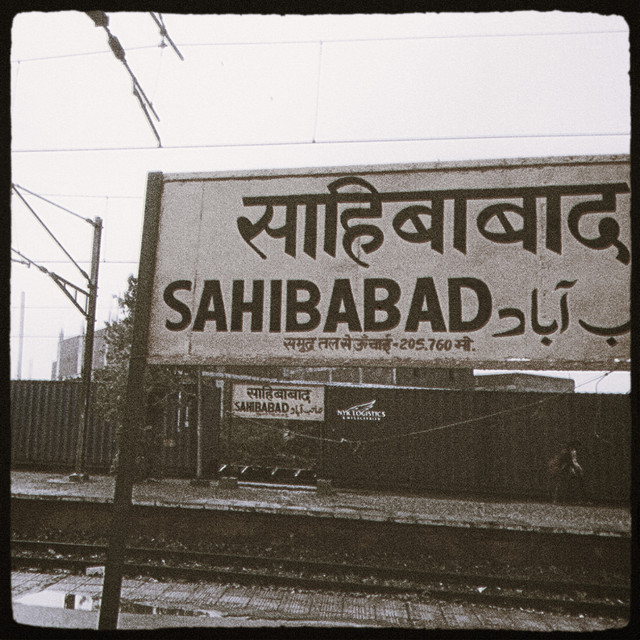 साहिबाबाद
SAHIBABAD
समुद्र तल से ऊँचाई-205.760 मी.
साहिबाबाद
SAHIBABAD صاحب آباد
NYK LOGISTICS